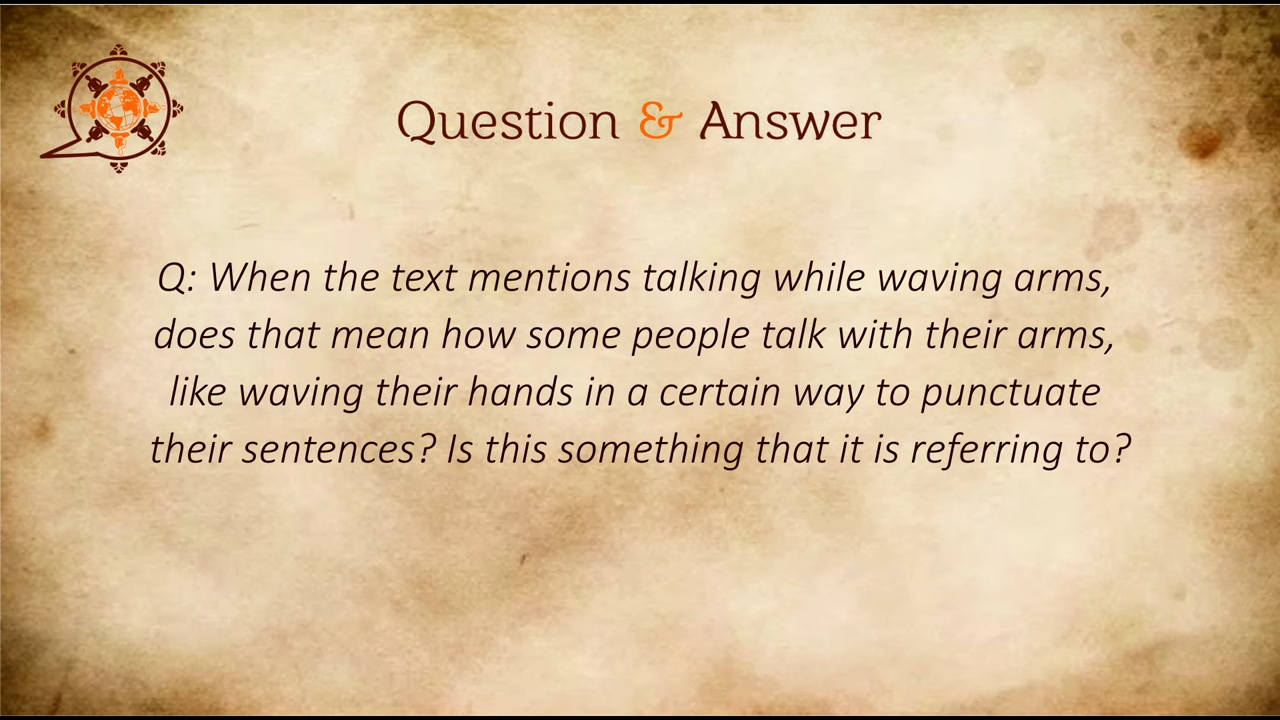 Question & Answer
Q: When the text mentions talking while waving arms,
does that mean how some people talk with their arms,
like waving their hands in a certain way to punctuate
their sentences? Is this something that it is referring to?